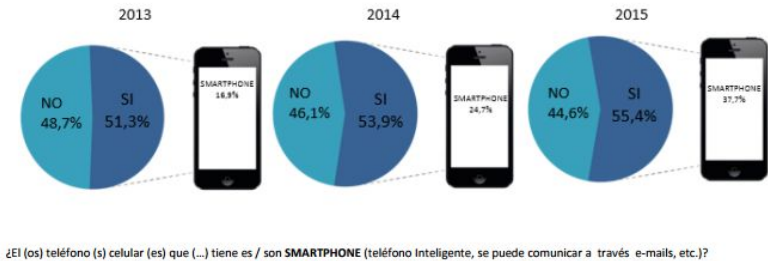 2013
2014
2015
NO
48,7%
SI
51,3%
SMARTPHONE
16,9%
NO
46,1%
SI
53,9%
SMARTPHONE
24,7%
NO
44,6%
SI
55,4%
SMARTPHONE
37,7%
¿El (os) teléfono (s) celular (es) que (...) tiene es / son SMARTPHONE (teléfono Inteligente, se puede comunicar a través e-mails, etc.)?